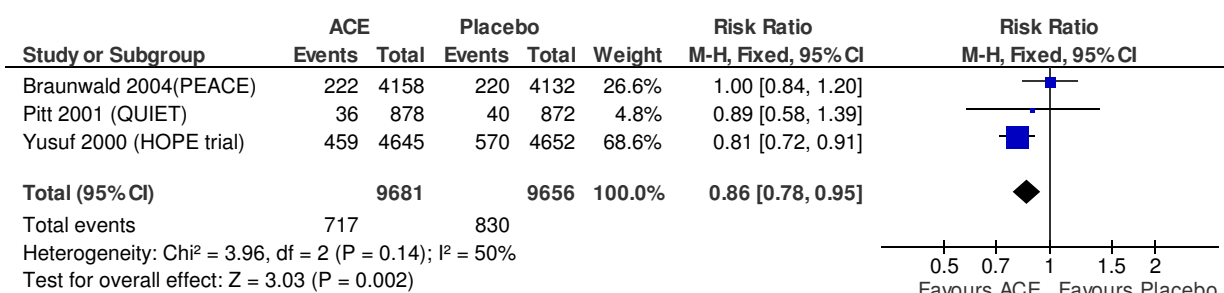 ACE Placebo Risk Ratio Risk Ratio
Study or Subgroup Events Total Events Total Weight M-H, Fixed, 95% CI M-H, Fixed, 95% CI
Braunwald 2004(PEACE) 222 4158 220 4132 26.6% 1.00 [0.84, 1.20]
Pitt 2001 (QUIET) 36 878 40 872 4.8% 0.89 [0.58, 1.39]
Yusuf 2000 (HOPE trial) 459 4645 570 4652 68.6% 0.81 [0.72, 0.91]
Total (95% CI) 9681 9656 100.0% 0.86 [0.78, 0.95]
Total events 717 830
Heterogeneity: Chi² = 3.96, df = 2 (P = 0.14); I² = 50%
Test for overall effect: Z = 3.03 (P = 0.002)
0.5 0.7 1 1.5 2
Favours ACE Favours Placebo